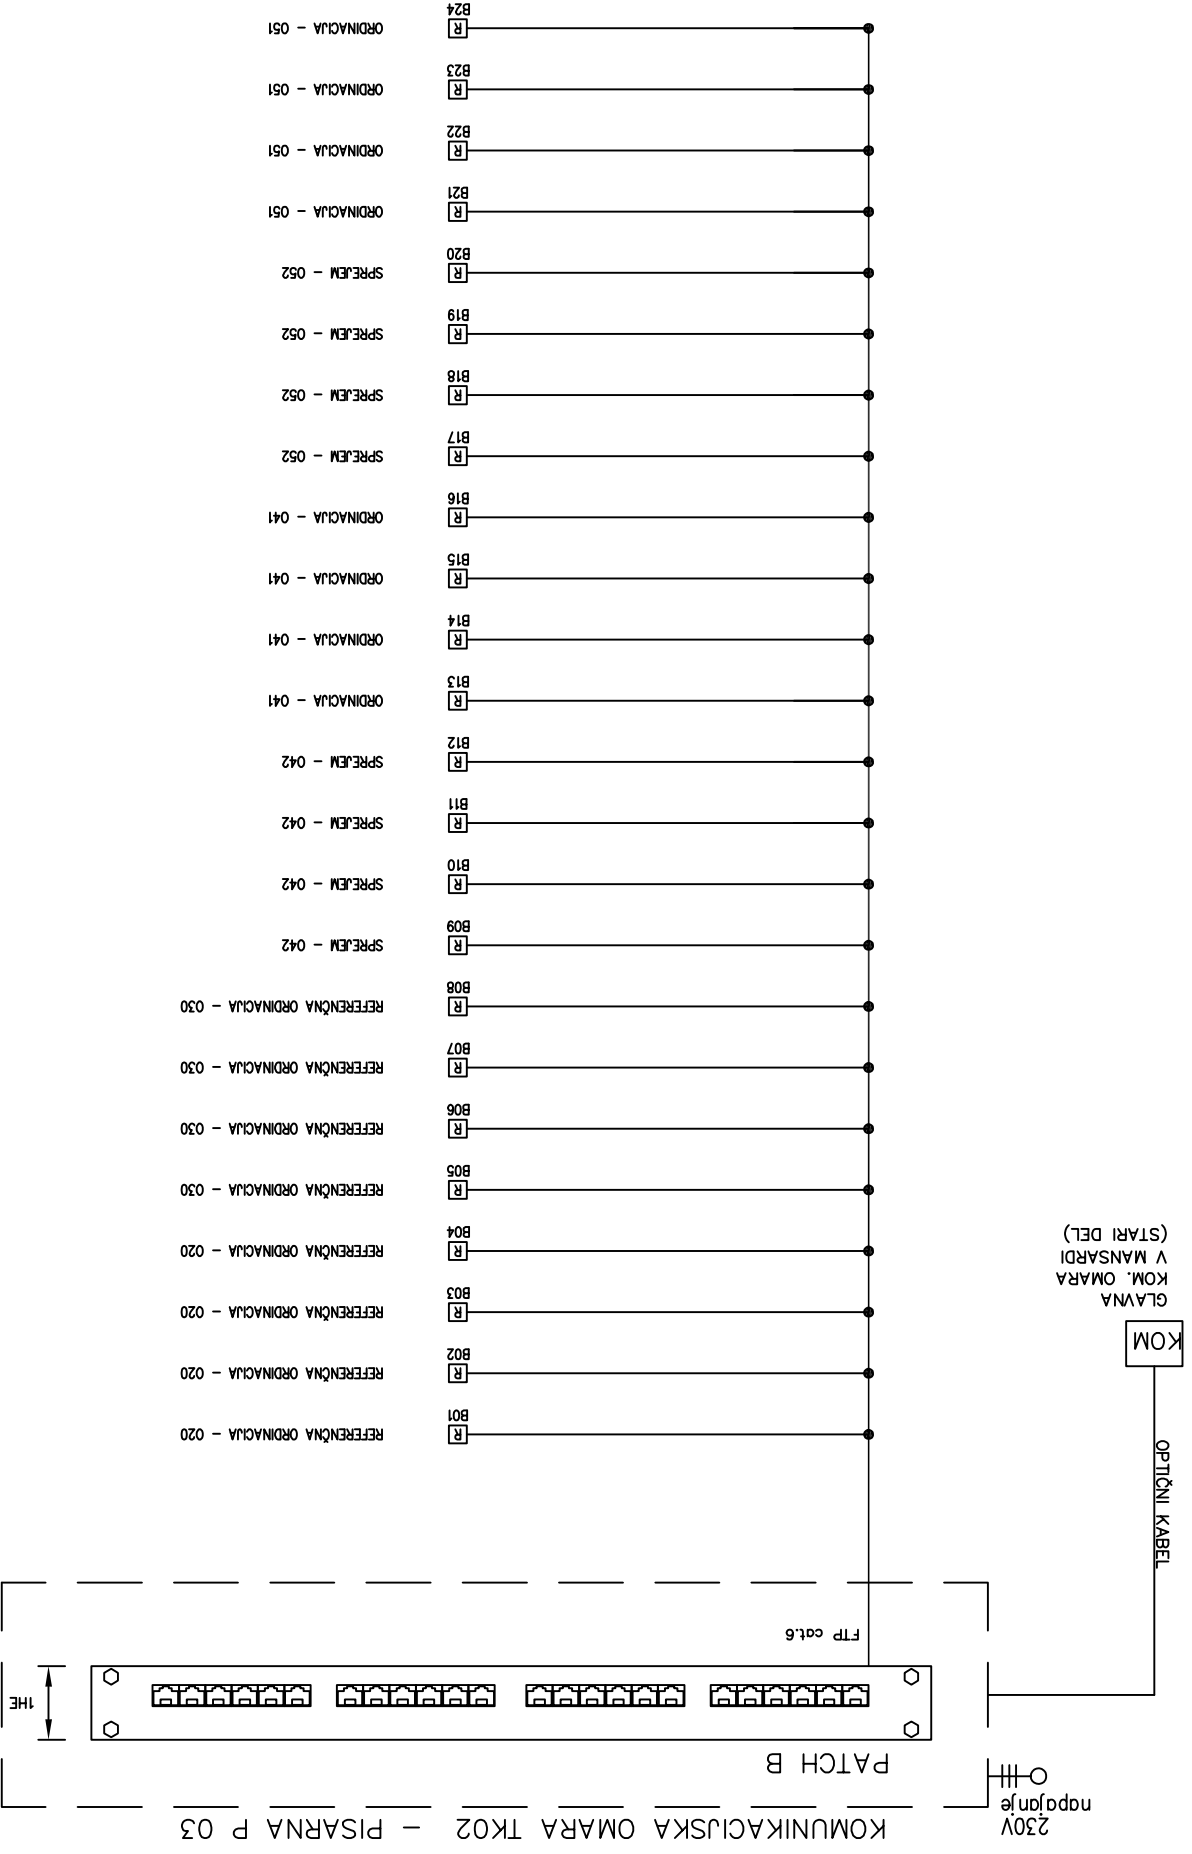 KOMUNIKACIJSKA OMARA TK02 - PISARNA P 03
230V
napajanje
PATCH B
1HE
FTP cat.6
OPTIČNI KABEL
KOM
GLAVNA
KOM. OMARA
V MANSARDI
(STARI DEL)
R
B01
REFERENČNA ORDINACIJA - 020
R
B02
REFERENČNA ORDINACIJA - 020
R
B03
REFERENČNA ORDINACIJA - 020
R
B04
REFERENČNA ORDINACIJA - 020
R
B05
REFERENČNA ORDINACIJA - 030
R
B06
REFERENČNA ORDINACIJA - 030
R
B07
REFERENČNA ORDINACIJA - 030
R
B08
REFERENČNA ORDINACIJA - 030
R
B09
SPREJEM - 042
R
B10
SPREJEM - 042
R
B11
SPREJEM - 042
R
B12
SPREJEM - 042
R
B13
ORDINACIJA - 041
R
B14
ORDINACIJA - 041
R
B15
ORDINACIJA - 041
R
B16
ORDINACIJA - 041
R
B17
SPREJEM - 052
R
B18
SPREJEM - 052
R
B19
SPREJEM - 052
R
B20
SPREJEM - 052
R
B21
ORDINACIJA - 051
R
B22
ORDINACIJA - 051
R
B23
ORDINACIJA - 051
R
B24
ORDINACIJA - 051